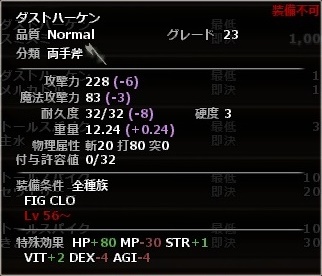 装備不可
ダストハーケン
品質 Normal グレード 23
分類 両手斧
攻撃力 228 (-6)
魔法攻撃力 83 (-3)
耐久度 32/32 (-8) 硬度 3
重量 12.24 (+0.24)
物理属性 斬20 打80 突0
付与許容値 0/32
装備条件 全種族
FIG CLO
Lv 56～
特殊効果 HP+80 MP-30 STR+1
VIT+2 DEX-4 AGI-4